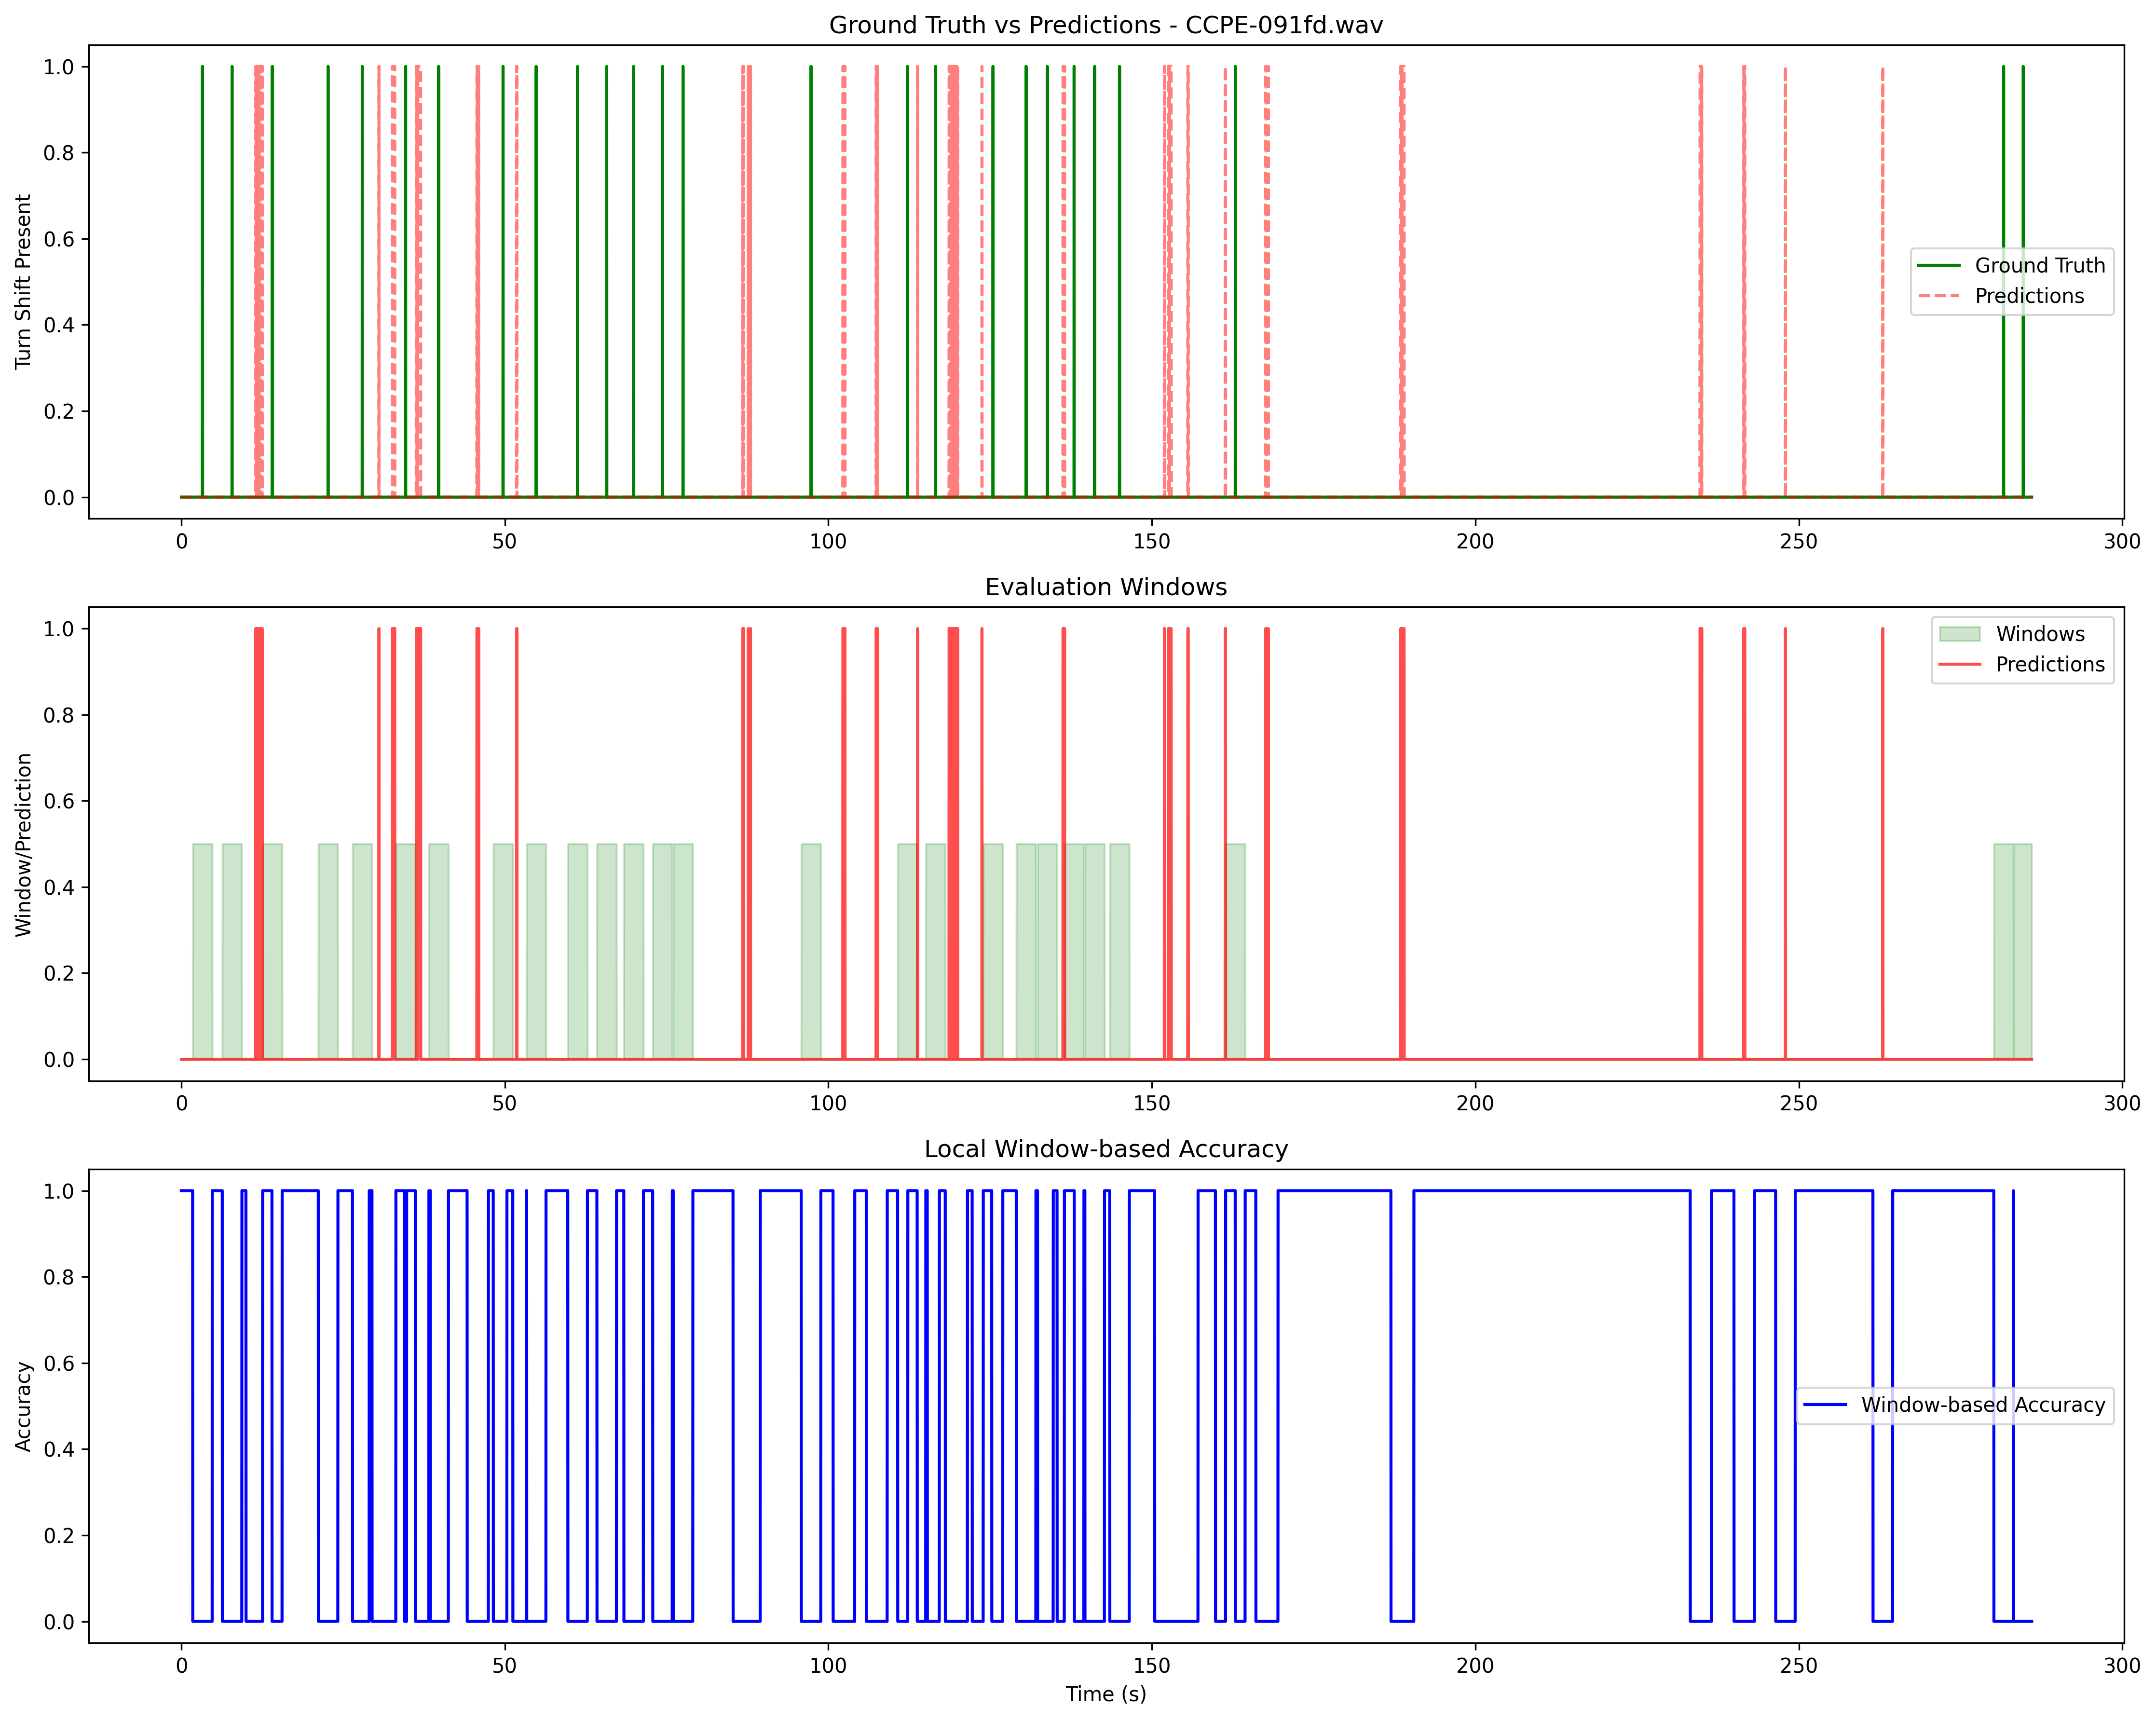 Ground Truth vs Predictions - CCPE-091fd.wav
Turn Shift Present
1.0
0.8
0.6
0.4
0.2
0.0
Ground Truth
Predictions
0 50 100 150 200 250 300
Evaluation Windows
Window/Prediction
1.0
0.8
0.6
0.4
0.2
0.0
Windows
Predictions
0 50 100 150 200 250 300
Local Window-based Accuracy
Accuracy
1.0
0.8
0.6
0.4
0.2
0.0
Window-based Accuracy
0 50 100 150 200 250 300
Time (s)